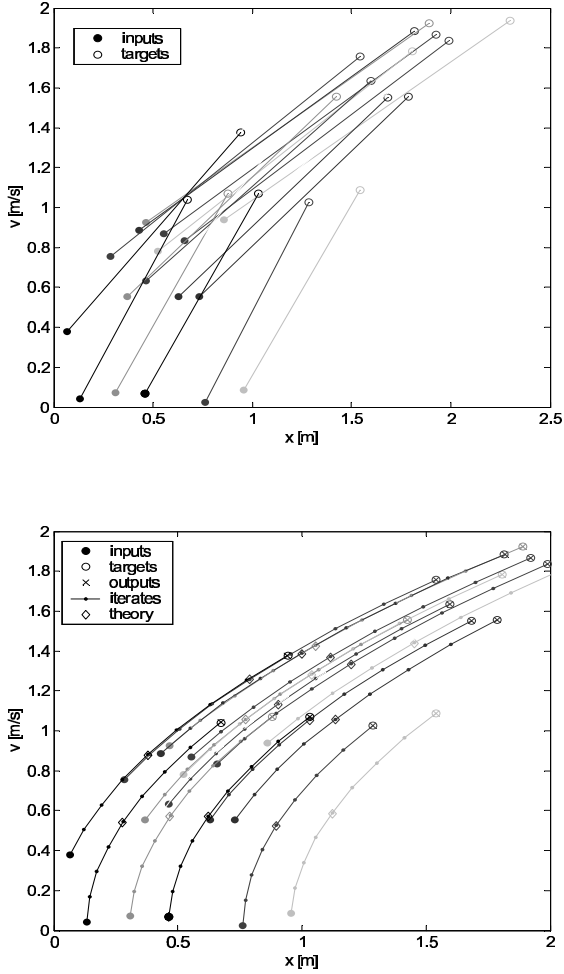 2
1.8
1.6
1.4
1.2
1
0.8
0.6
0.4
0.2
0
v [m/s]
inputs
targets
0 0.5 1 1.5 2 2.5
x [m]
2
1.8
1.6
1.4
1.2
1
0.8
0.6
0.4
0.2
0
v [m/s]
inputs
targets
outputs
iterates
theory
0 0.5 1 1.5 2
x [m]